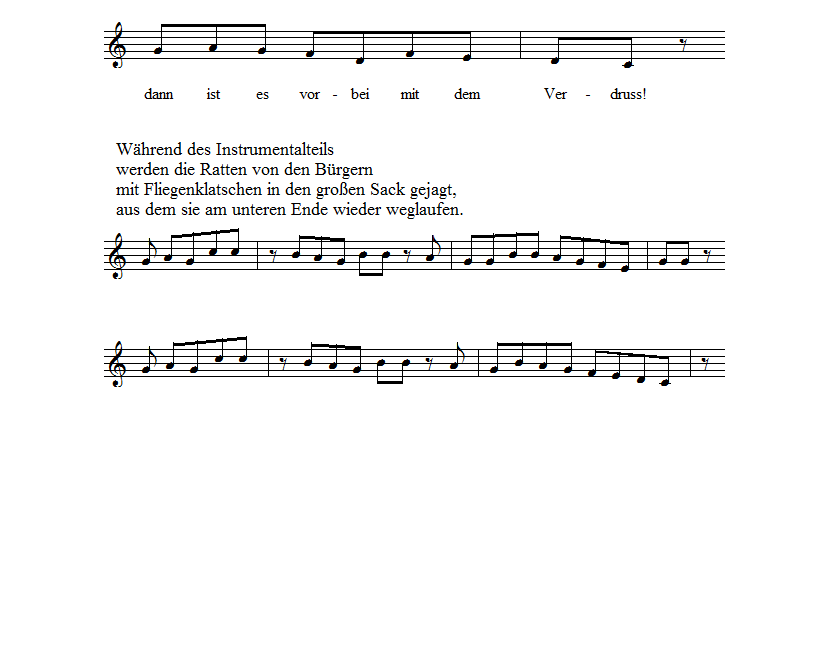 dann ist es vor - bei mit dem Ver - druss!
Während des Instrumentalteils
werden die Ratten von den Bürgern
mit Fliegenklatschen in den großen Sack gejagt,
aus dem sie am unteren Ende wieder weglaufen.